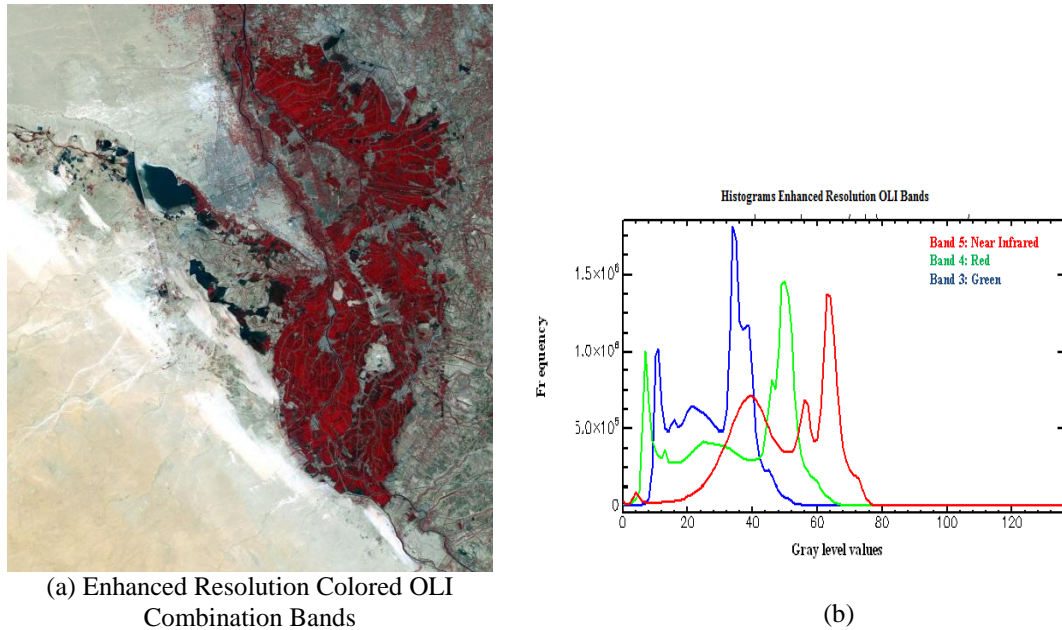 (a) Enhanced Resolution Colored OLI
Combination Bands
Histograms Enhanced Resolution OLI Bands
Band 5: Near Infrared
Band 4: Red
Band 3: Green
1.5×10⁶
1.0×10⁶
5.0×10⁵
0
Fr equency
0 20 40 60 80 100 120
Gray level values
(b)